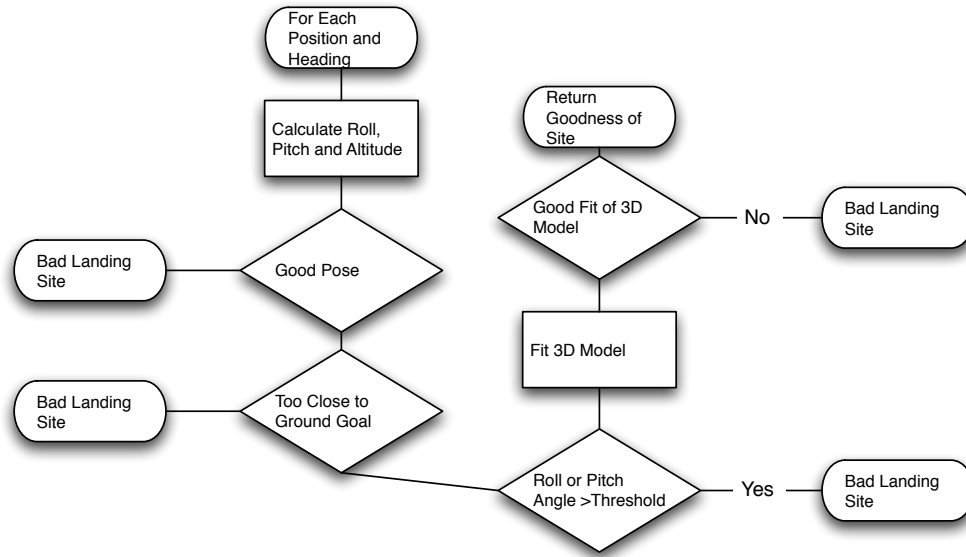 For Each
Position and
Heading
Calculate Roll,
Pitch and Altitude
Good Pose
Bad Landing
Site
Too Close to
Ground Goal
Bad Landing
Site
Roll or Pitch
Angle >Threshold
Yes
Bad Landing
Site
Fit 3D Model
Good Fit of 3D
Model
No
Bad Landing
Site
Return
Goodness of
Site